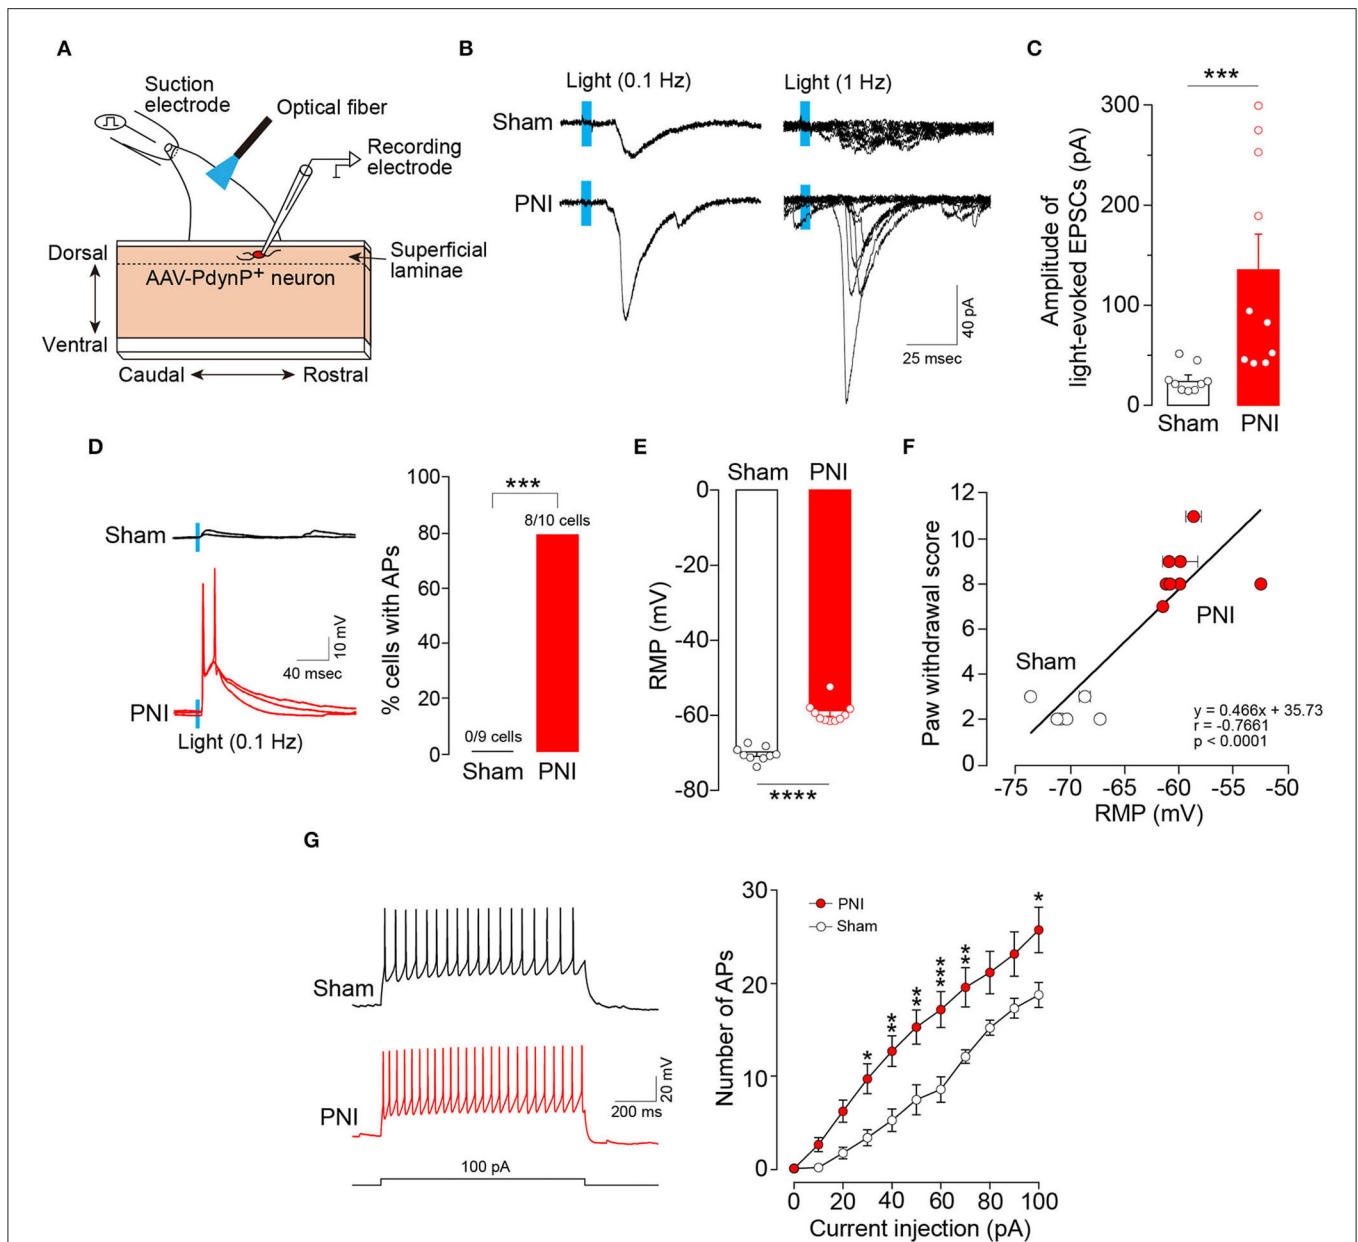 A
Suction
electrode
Optical fiber
Recording
electrode
Dorsal
Superficial
laminae
AAV-PdynP+ neuron
Ventral
Caudal
Rostral
B
Light (0.1 Hz)
Light (1 Hz)
Sham
PNI
40 pA
25 msec
C
***
Amplitude of
light-evoked EPSCs (pA)
300
200
100
0
Sham
PNI
D
Sham
PNI
Light (0.1 Hz)
10 mV
40 msec
% cells with APs
100
80
60
40
20
0
***
8/10 cells
0/9 cells
Sham
PNI
E
Sham
PNI
RMP (mV)
0
-20
-40
-60
-80
****
F
Paw withdrawal score
12
10
8
6
4
2
0
Sham
PNI
y = 0.466x + 35.73
r = -0.7661
p < 0.0001
-75
-70
-65
-60
-55
-50
RMP (mV)
G
Sham
PNI
20 mV
200 ms
100 pA
Number of APs
30
20
10
0
PNI
Sham
*
**
**
***
**
*
0
20
40
60
80
100
Current injection (pA)